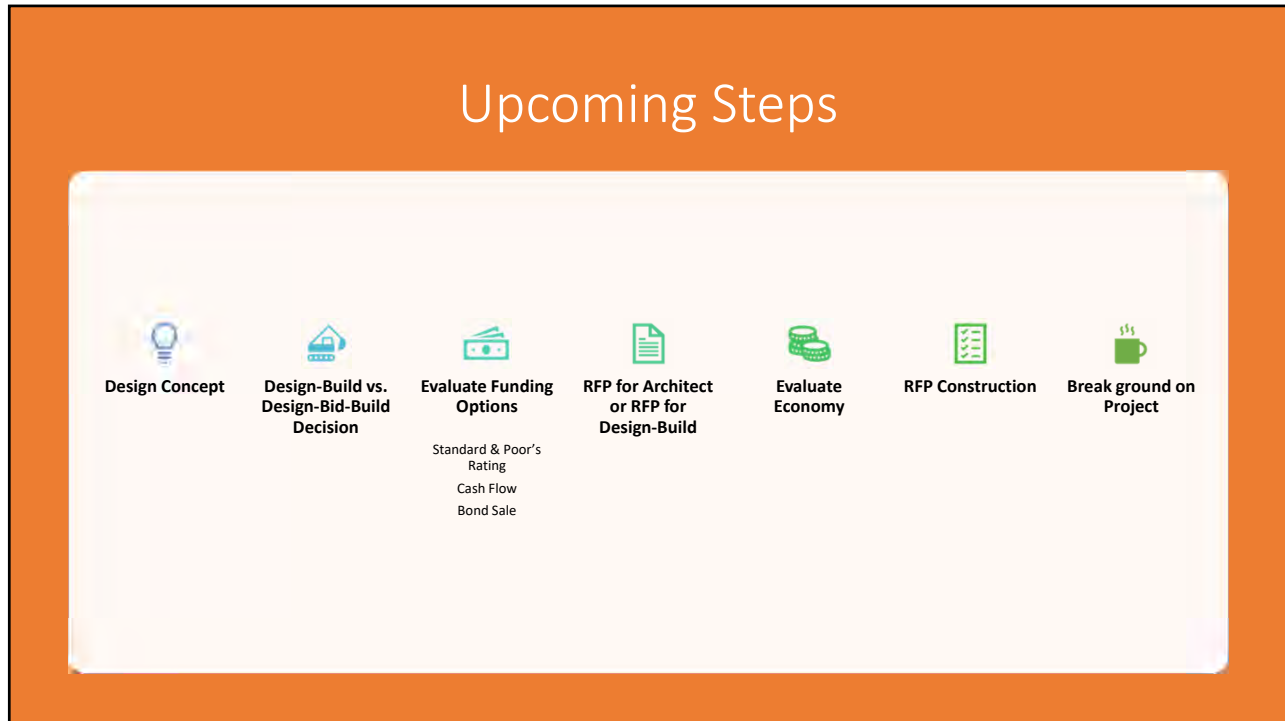 Upcoming Steps
Design Concept
Design-Build vs.
Design-Bid-Build
Decision
Evaluate Funding
Options
Standard & Poor’s
Rating
Cash Flow
Bond Sale
RFP for Architect
or RFP for
Design-Build
Evaluate
Economy
RFP Construction
Break ground on
Project